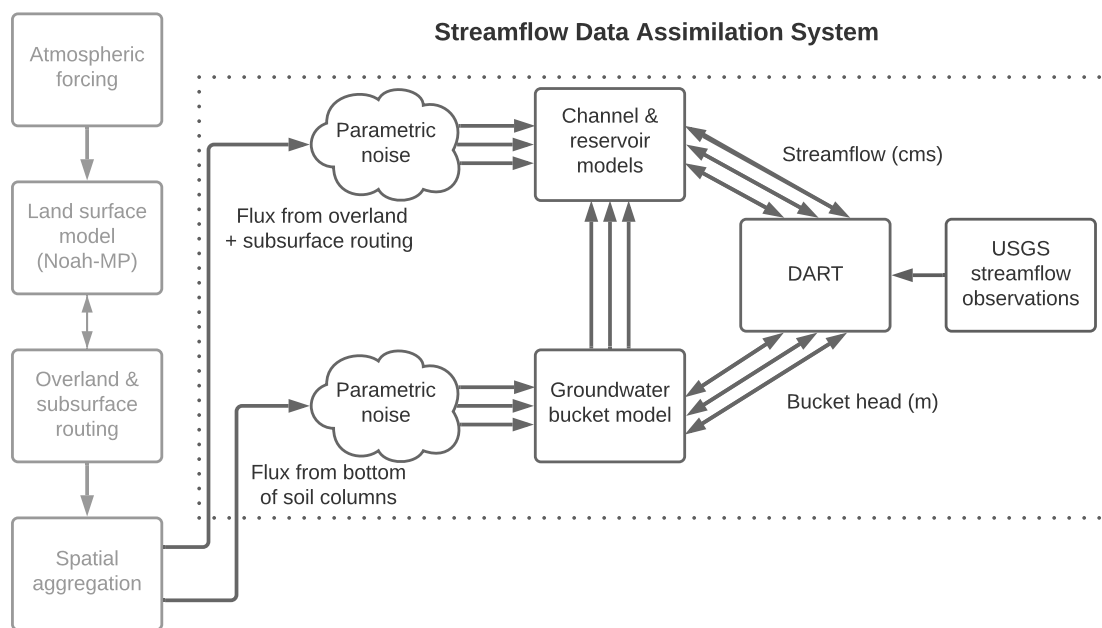 Streamflow Data Assimilation System
Atmospheric
forcing
Land surface
model
(Noah-MP)
Overland &
subsurface
routing
Spatial
aggregation
Parametric
noise
Flux from overland
+ subsurface routing
Parametric
noise
Flux from bottom
of soil columns
Channel &
reservoir
models
Groundwater
bucket model
Streamflow (cms)
DART
Bucket head (m)
USGS
streamflow
observations